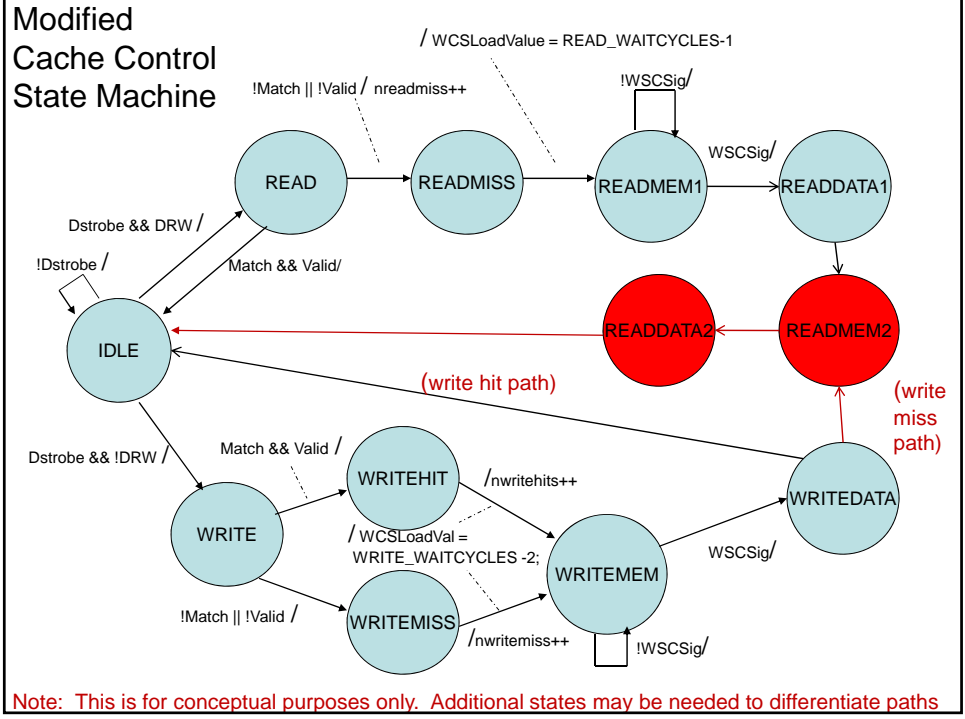 Modified
Cache Control
State Machine
/ WCSLoadValue = READ_WAITCYCLES-1
!Match || !Valid / nreadmiss++
!WSCSig/
WSCSig/
READ
READMISS
READMEM1
READDATA1
Dstrobe && DRW /
!Dstrobe /
Match && Valid/
IDLE
READDATA2
READMEM2
(write hit path)
(write
miss
path)
Dstrobe && !DRW /
Match && Valid /
WRITEHIT
/nwritehits++
WRITEDATA
WRITE
/ WCSLoadVal =
WRITE_WAITCYCLES -2;
WSCSig/
WRITEMEM
!Match || !Valid /
WRITEMISS
/nwritemiss++
!WSCSig/
Note: This is for conceptual purposes only. Additional states may be needed to differentiate paths